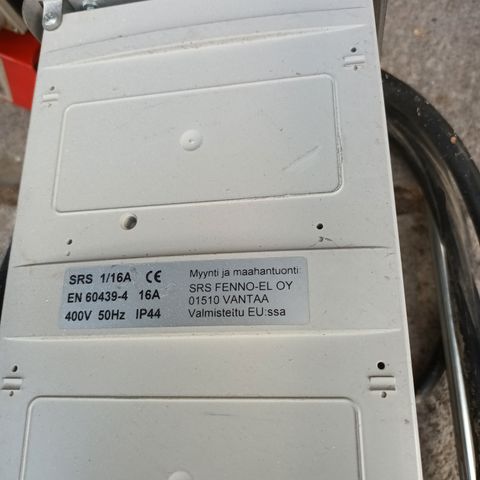 SRS 1/16A CE
EN 60439-4 16A
400V 50Hz IP44
Myynti ja maahantuonti:
SRS FENNO-EL OY
01510 VANTAA
Valmisteitu EU:ssa